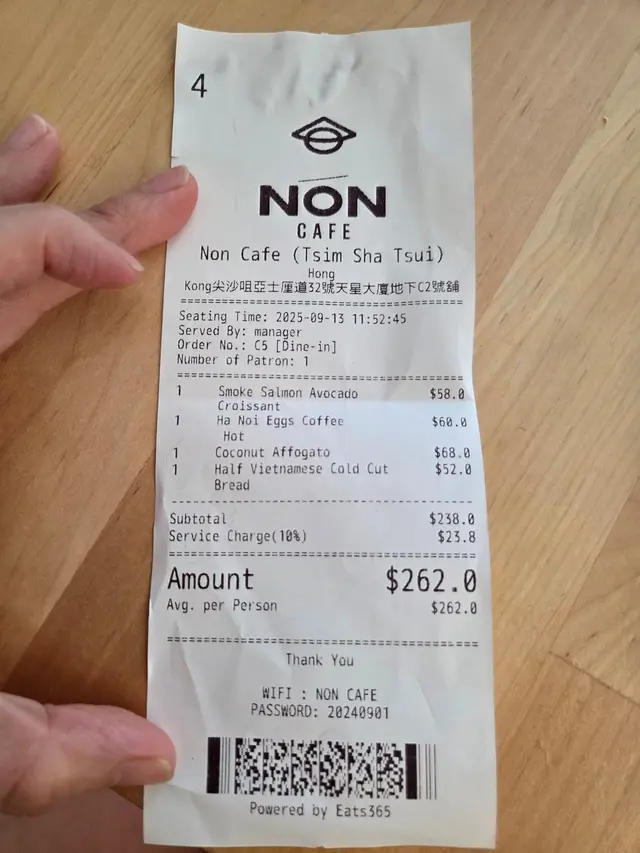 4
NON
CAFE
Non Cafe (Tsim Sha Tsui)
Hong
Kong尖沙咀亞士厘道32號天星大廈地下C2號舖
Seating Time: 2025-09-13 11:52:45
Served By: manager
Order No.: C5 [Dine-in]
Number of Patron: 1
1 Smoke Salmon Avocado $58.0
Croissant
1 Ha Noi Eggs Coffee $60.0
Hot
1 Coconut Affogato $68.0
1 Half Vietnamese Cold Cut $52.0
Bread
Subtotal $238.0
Service Charge(10%) $23.8
Amount $262.0
Avg. per Person $262.0
Thank You
WIFI : NON CAFE
PASSWORD: 20240901
Powered by Eats365